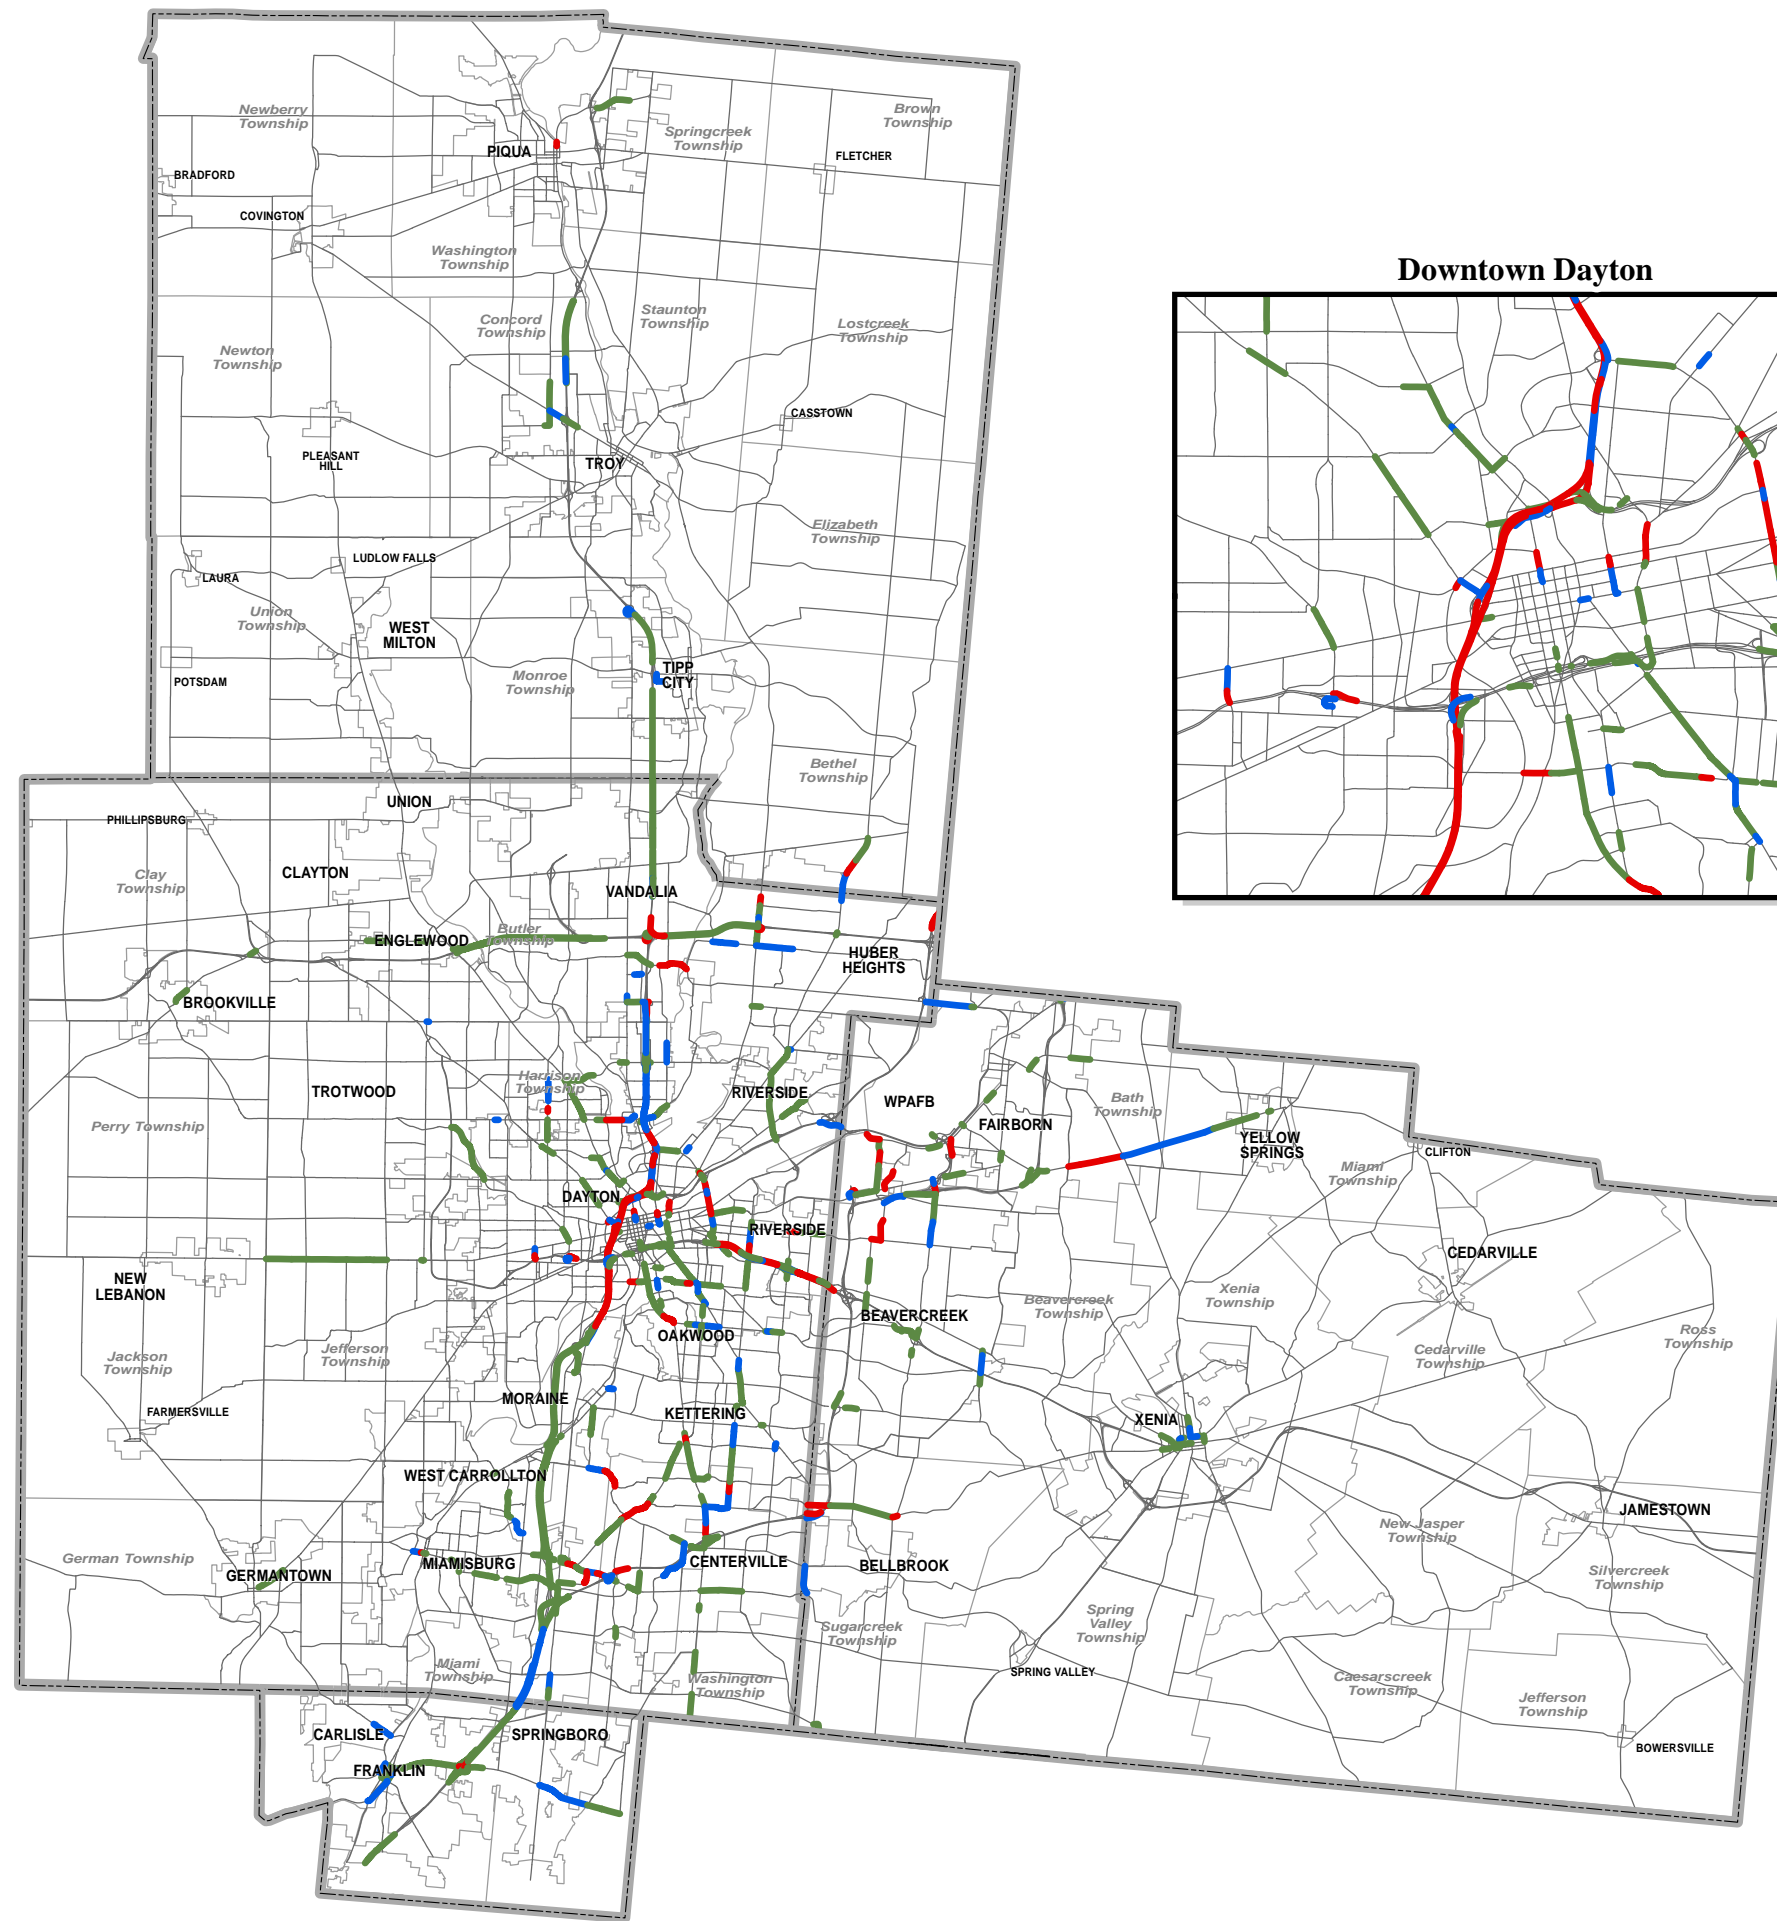 Newberry
Township
Brown
Township
Springcreek
Township
PIQUA
FLETCHER
BRADFORD
COVINGTON
Washington
Township
Downtown Dayton
Concord
Township
Staunton
Township
Lostcreek
Township
Newton
Township
CASSTOWN
PLEASANT
HILL
TROY
Elizabeth
Township
LUDLOW FALLS
LAURA
Union
Township
WEST
MILTON
TIPP
CITY
POTSDAM
Monroe
Township
Bethel
Township
UNION
PHILLIPSBURG
CLAYTON
Clay
Township
VANDALIA
Butler
Township
ENGLEWOOD
HUBER
HEIGHTS
BROOKVILLE
Harrison
Township
TROTWOOD
RIVERSIDE
WPAFB
Bath
Township
FAIRBORN
Perry Township
YELLOW
SPRINGS
CLIFTON
Miami
Township
DAYTON
Ross
Township
RIVERSIDE
CEDARVILLE
NEW
LEBANON
Xenia
Township
Beavercreek
Township
BEAVERCREEK
OAKWOOD
Jefferson
Township
Jackson
Township
Cedarville
Township
MORAINE
FARMERSVILLE
KETTERING
XENIA
WEST CARROLLTON
JAMESTOWN
New Jasper
Township
German Township
MIAMISBURG
CENTERVILLE
BELLBROOK
GERMANTOWN
Silvercreek
Township
Spring
Valley
Township
Sugarcreek
Township
Miami
Township
SPRING VALLEY
Washington
Township
Caesarscreek
Township
Jefferson
Township
CARLISLE
SPRINGBORO
BOWERSVILLE
FRANKLIN